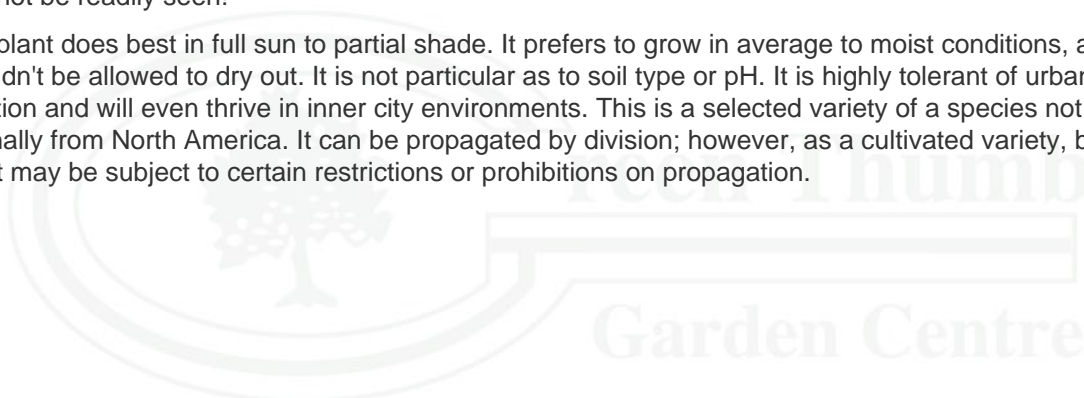 not be readily seen.
plant does best in full sun to partial shade. It prefers to grow in average to moist conditions, a
dn't be allowed to dry out. It is not particular as to soil type or pH. It is highly tolerant of urban
tion and will even thrive in inner city environments. This is a selected variety of a species not
nally from North America. It can be propagated by division; however, as a cultivated variety, b
t may be subject to certain restrictions or prohibitions on propagation.
reen Thumb
Garden Centre